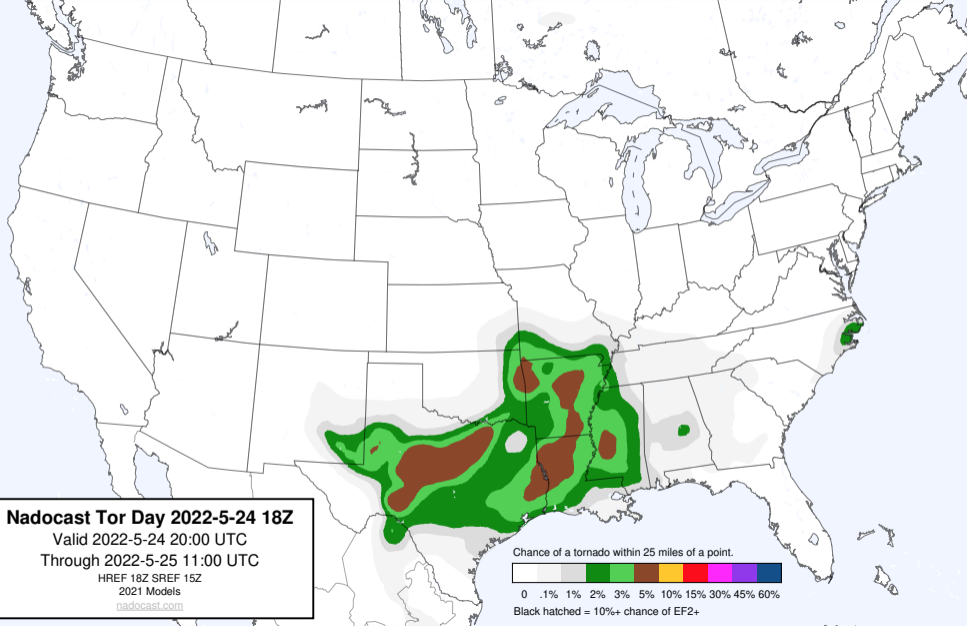 Nadocast Tor Day 2022-5-24 18Z
Valid 2022-5-24 20:00 UTC
Through 2022-5-25 11:00 UTC
HREF 18Z SREF 15Z
2021 Models
nadocast.com
Chance of a tornado within 25 miles of a point.
0 .1% 1% 2% 3% 5% 10% 15% 30% 45% 60%
Black hatched = 10%+ chance of EF2+